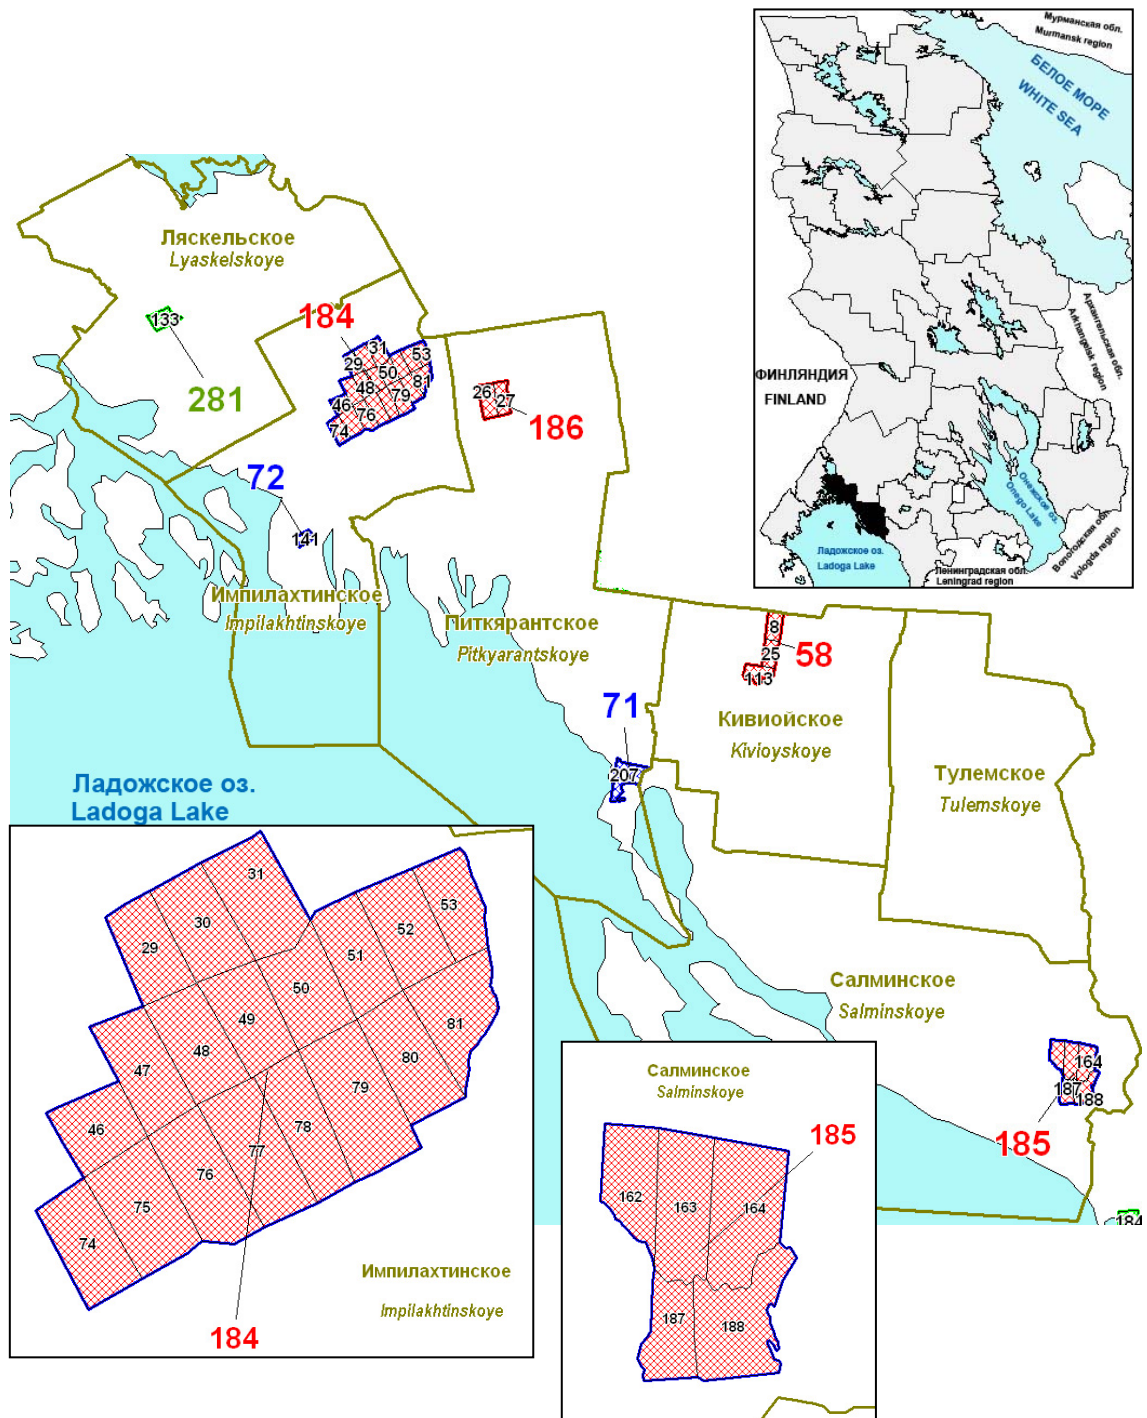 Мурманская обл.
Murmansk region
БЕЛОЕ МОРЕ
WHITE SEA
Архангельская обл.
Arkhangelsk region
ФИНЛЯНДИЯ
FINLAND
Онежское оз.
Onego Lake
Вологодская обл.
Vologda region
Ладожское оз.
Ladoga Lake
Ленинградская обл.
Leningrad region
Ляскельское
Lyaskelskoye
133
281
184
31
29
53
50
48
81
79
46
76
74
26
27
186
72
141
Импилахтинское
Impilakhtinskoye
Питкярантское
Pitkyarantskoye
8
25
113
58
71
207
Кивиойское
Kivioyskoye
Тулемское
Tulemskoye
Ладожское оз.
Ladoga Lake
Салминское
Salminskoye
164
187
188
185
184
31
30
29
53
52
51
50
49
48
47
46
81
80
79
78
77
76
75
74
Импилахтинское
Impilakhtinskoye
184
Салминское
Salminskoye
185
162
163
164
187
188